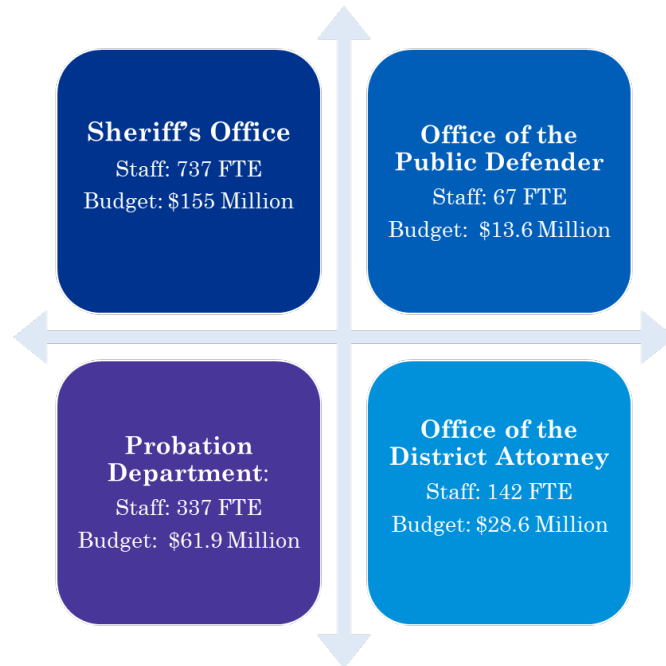 Sheriff's Office
Staff: 737 FTE
Budget: $155 Million
Office of the
Public Defender
Staff: 67 FTE
Budget:  $13.6 Million
Probation
Department:
Staff: 337 FTE
Budget:  $61.9 Million
Office of the
District Attorney
Staff: 142 FTE
Budget: $28.6 Million